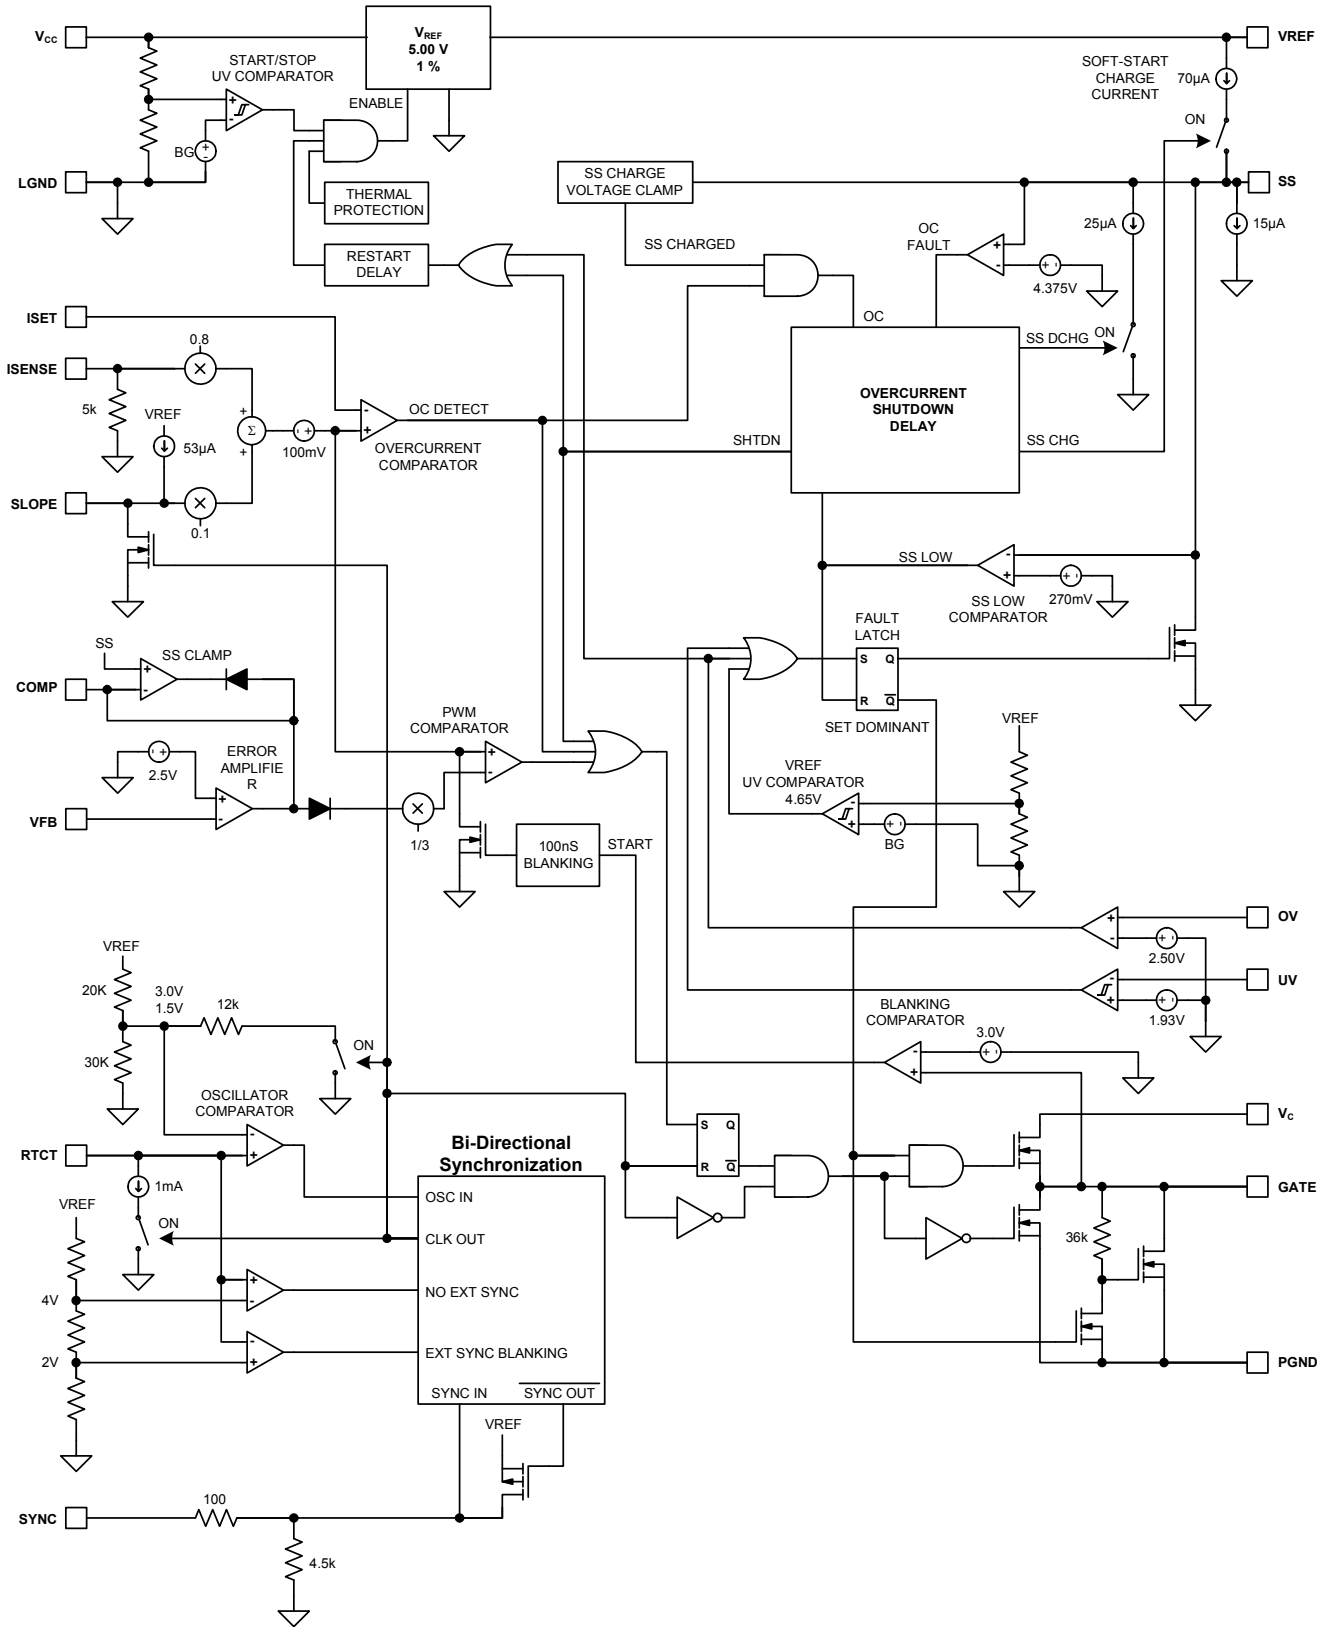 V_CC
V_REF
5.00 V
1 %
VREF
START/STOP
UV COMPARATOR
SOFT-START
CHARGE
CURRENT
70µA
ENABLE
ON
+
-
BG
+
-
LGND
THERMAL
PROTECTION
SS CHARGE
VOLTAGE CLAMP
SS
25µA
15µA
OC
FAULT
SS CHARGED
RESTART
DELAY
+
-
+ -
4.375V
ISET
OC
SS DCHG
ON
0.8
ISENSE
×
5k
VREF
53µA
+
Σ
+
- +
100mV
-
+
OC DETECT
OVERCURRENT
COMPARATOR
OVERCURRENT
SHUTDOWN
DELAY
SHTDN
SS CHG
SLOPE
×
0.1
SS LOW
-
+
+ -
270mV
SS LOW
COMPARATOR
FAULT
LATCH
S Q
R Q
SET DOMINANT
SS
SS CLAMP
+
-
COMP
PWM
COMPARATOR
+
-
VREF
- +
2.5V
ERROR
AMPLIFIE
R
+
-
VFB
×
1/3
VREF
UV COMPARATOR
4.65V
-
+
+ -
BG
100nS
BLANKING
START
OV
+
-
+ -
2.50V
UV
-
+
+ -
1.93V
VREF
20K
3.0V
1.5V
12k
30K
ON
BLANKING
COMPARATOR
3.0V
-
+
+ -
OSCILLATOR
COMPARATOR
-
+
RTCT
1mA
VREF
ON
Bi-Directional
Synchronization
OSC IN
CLK OUT
NO EXT SYNC
EXT SYNC BLANKING
SYNC IN
SYNC OUT
S Q
R Q
V_C
GATE
36k
PGND
4V
+
-
2V
-
+
VREF
SYNC
100
4.5k